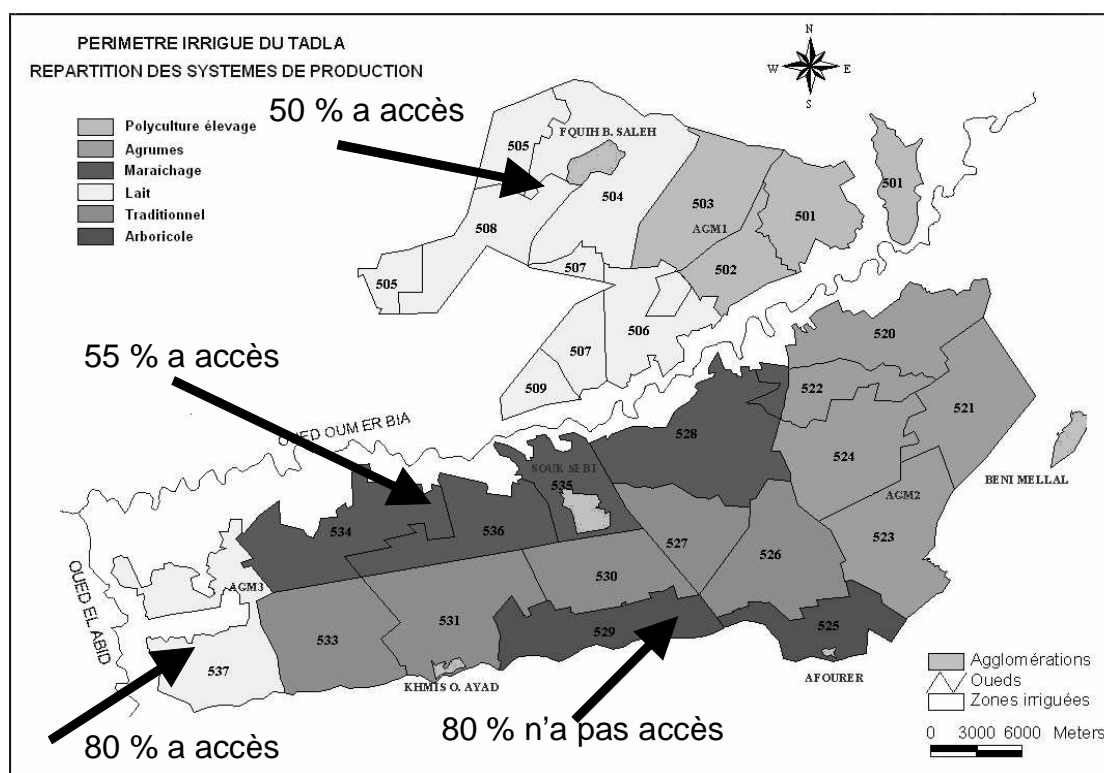 PERIMETRE IRRIGUE DU TADLA
REPARTITION DES SYSTEMES DE PRODUCTION
Polyculture élevage
Agrumes
Maraichage
Lait
Traditionnel
Arboricole
50 % a accès
N
W E
S
505
FQUIH B. SALEH
504
503
501
501
AGM1
508
502
507
505
506
507
509
55 % a accès
OUED OUM ER BIA
520
522
521
528
524
BENI MELLAL
SOUK SEBT
535
AGM2
534
536
523
527
526
OUED EL ABID
AGM3
530
533
531
529
525
537
KHMIS O. AYAD
AFOURER
80 % a accès
80 % n'a pas accès
Agglomérations
Oueds
Zones irriguées
0 3000 6000 Meters